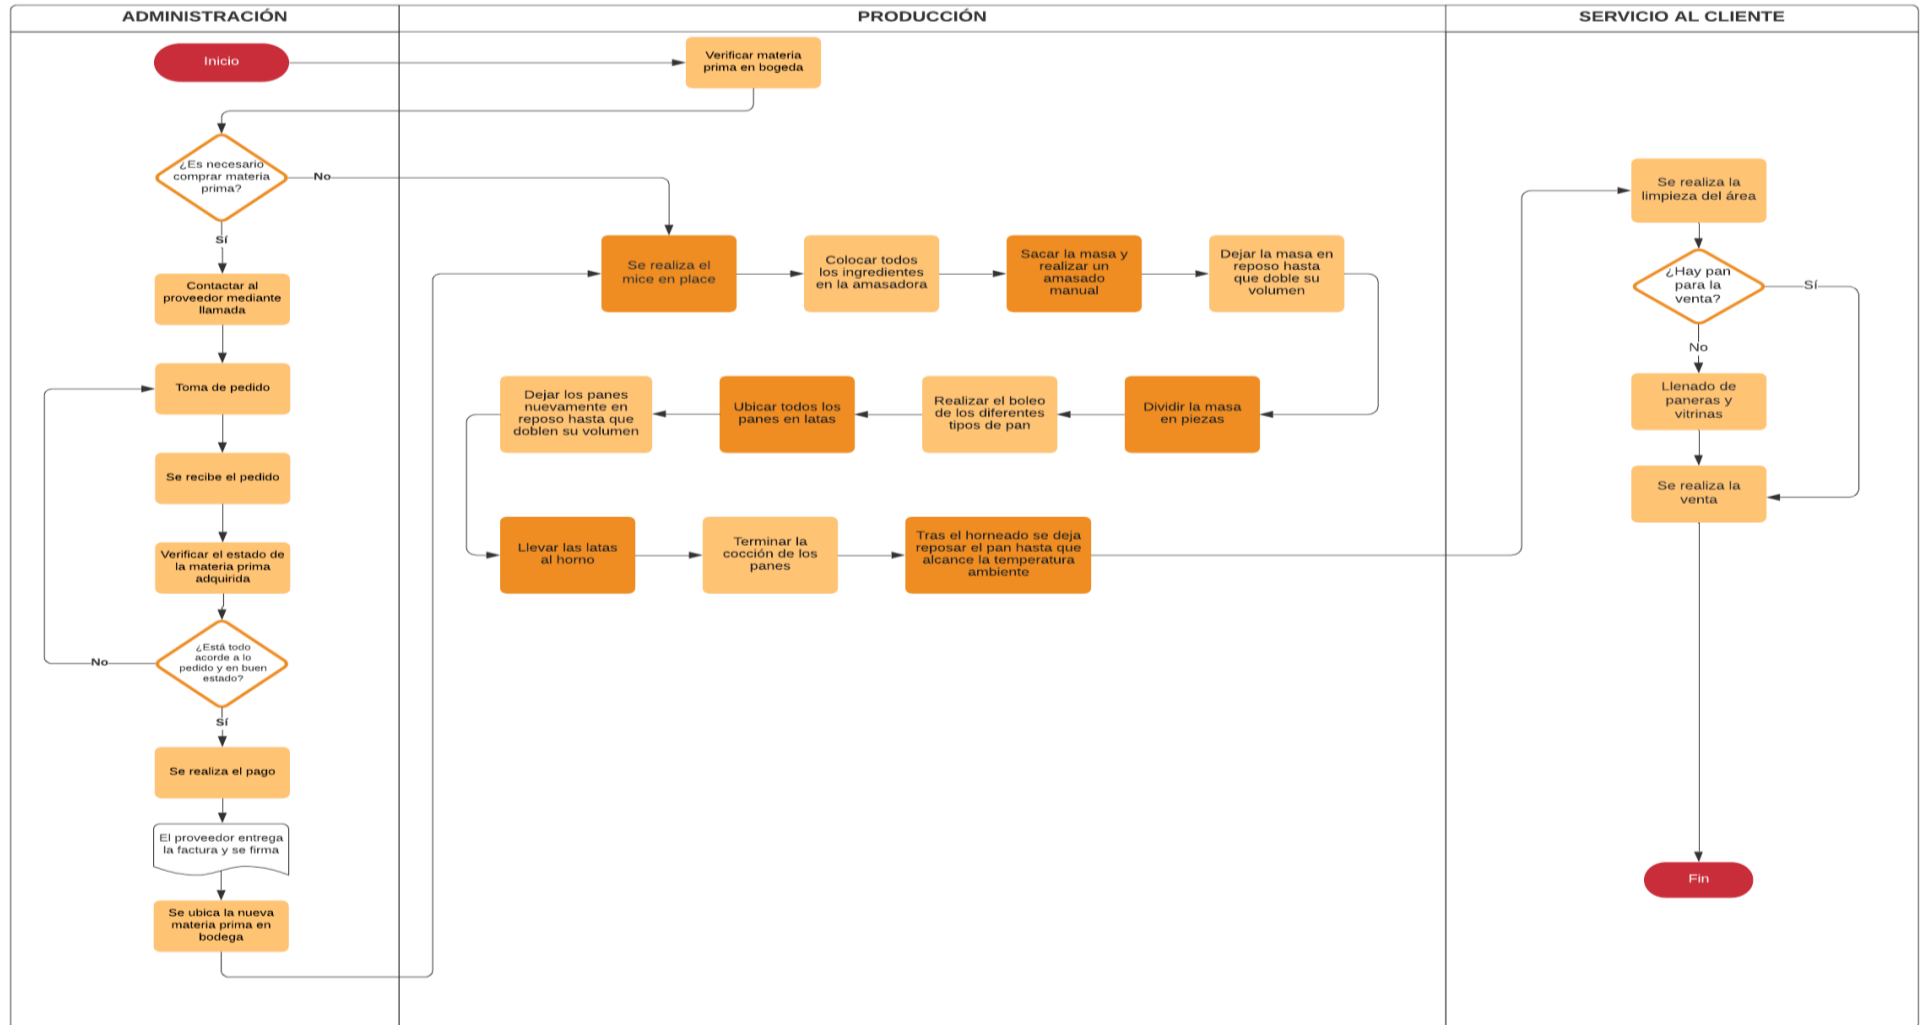 ADMINISTRACIÓN
PRODUCCIÓN
SERVICIO AL CLIENTE
Inicio
Verificar materia
prima en bogeda
¿Es necesario
comprar materia
prima?
No
Sí
Contactar al
proveedor mediante
llamada
Toma de pedido
Se recibe el pedido
Verificar el estado de
la materia prima
adquirida
¿Está todo
acorde a lo
pedido y en buen
estado?
No
Sí
Se realiza el pago
El proveedor entrega
la factura y se firma
Se ubica la nueva
materia prima en
bodega
Se realiza el
mice en place
Colocar todos
los ingredientes
en la amasadora
Sacar la masa y
realizar un
amasado
manual
Dejar la masa en
reposo hasta
que doble su
volumen
Dividir la masa
en piezas
Realizar el boleo
de los diferentes
tipos de pan
Ubicar todos los
panes en latas
Dejar los panes
nuevamente en
reposo hasta que
doblen su volumen
Llevar las latas
al horno
Terminar la
cocción de los
panes
Tras el horneado se deja
reposar el pan hasta que
alcance la temperatura
ambiente
Se realiza la
limpieza del área
¿Hay pan
para la
venta?
Sí
No
Llenado de
paneras y
vitrinas
Se realiza la
venta
Fin